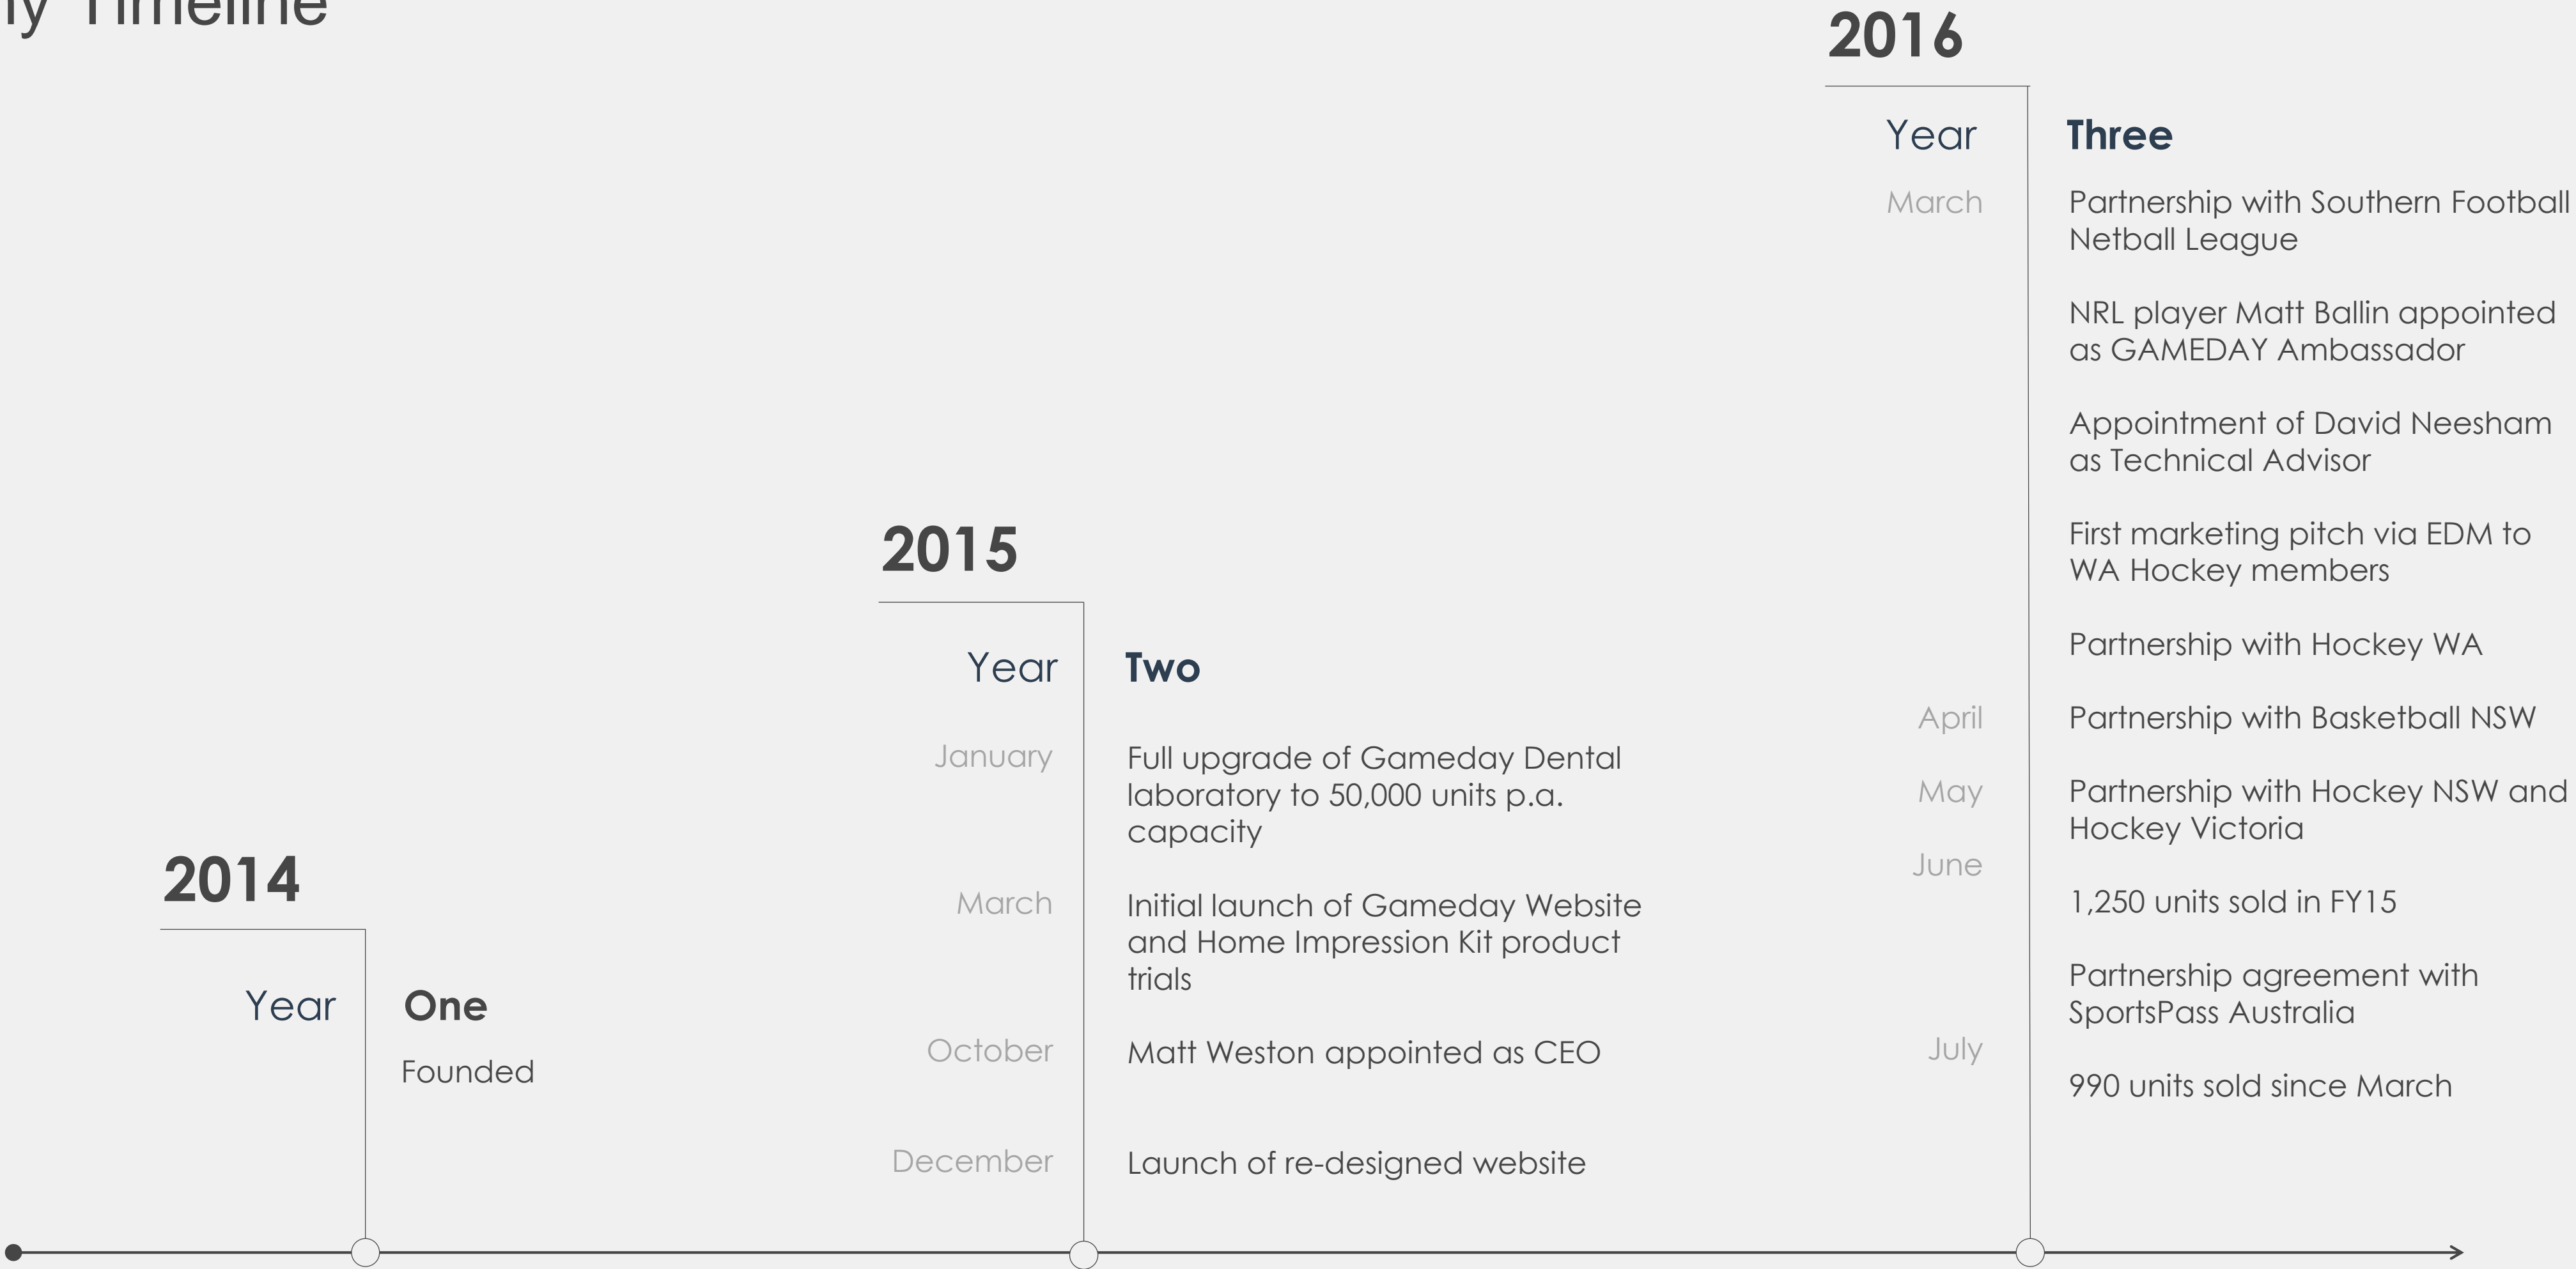 Timeline
2014
Year One
Founded
2015
Year Two
January Full upgrade of Gameday Dental
laboratory to 50,000 units p.a.
capacity
March Initial launch of Gameday Website
and Home Impression Kit product
trials
October Matt Weston appointed as CEO
December Launch of re-designed website
2016
Year Three
March Partnership with Southern Football
Netball League
NRL player Matt Ballin appointed
as GAMEDAY Ambassador
Appointment of David Neesham
as Technical Advisor
First marketing pitch via EDM to
WA Hockey members
Partnership with Hockey WA
April Partnership with Basketball NSW
May Partnership with Hockey NSW and
Hockey Victoria
June
1,250 units sold in FY15
Partnership agreement with
SportsPass Australia
July
990 units sold since March